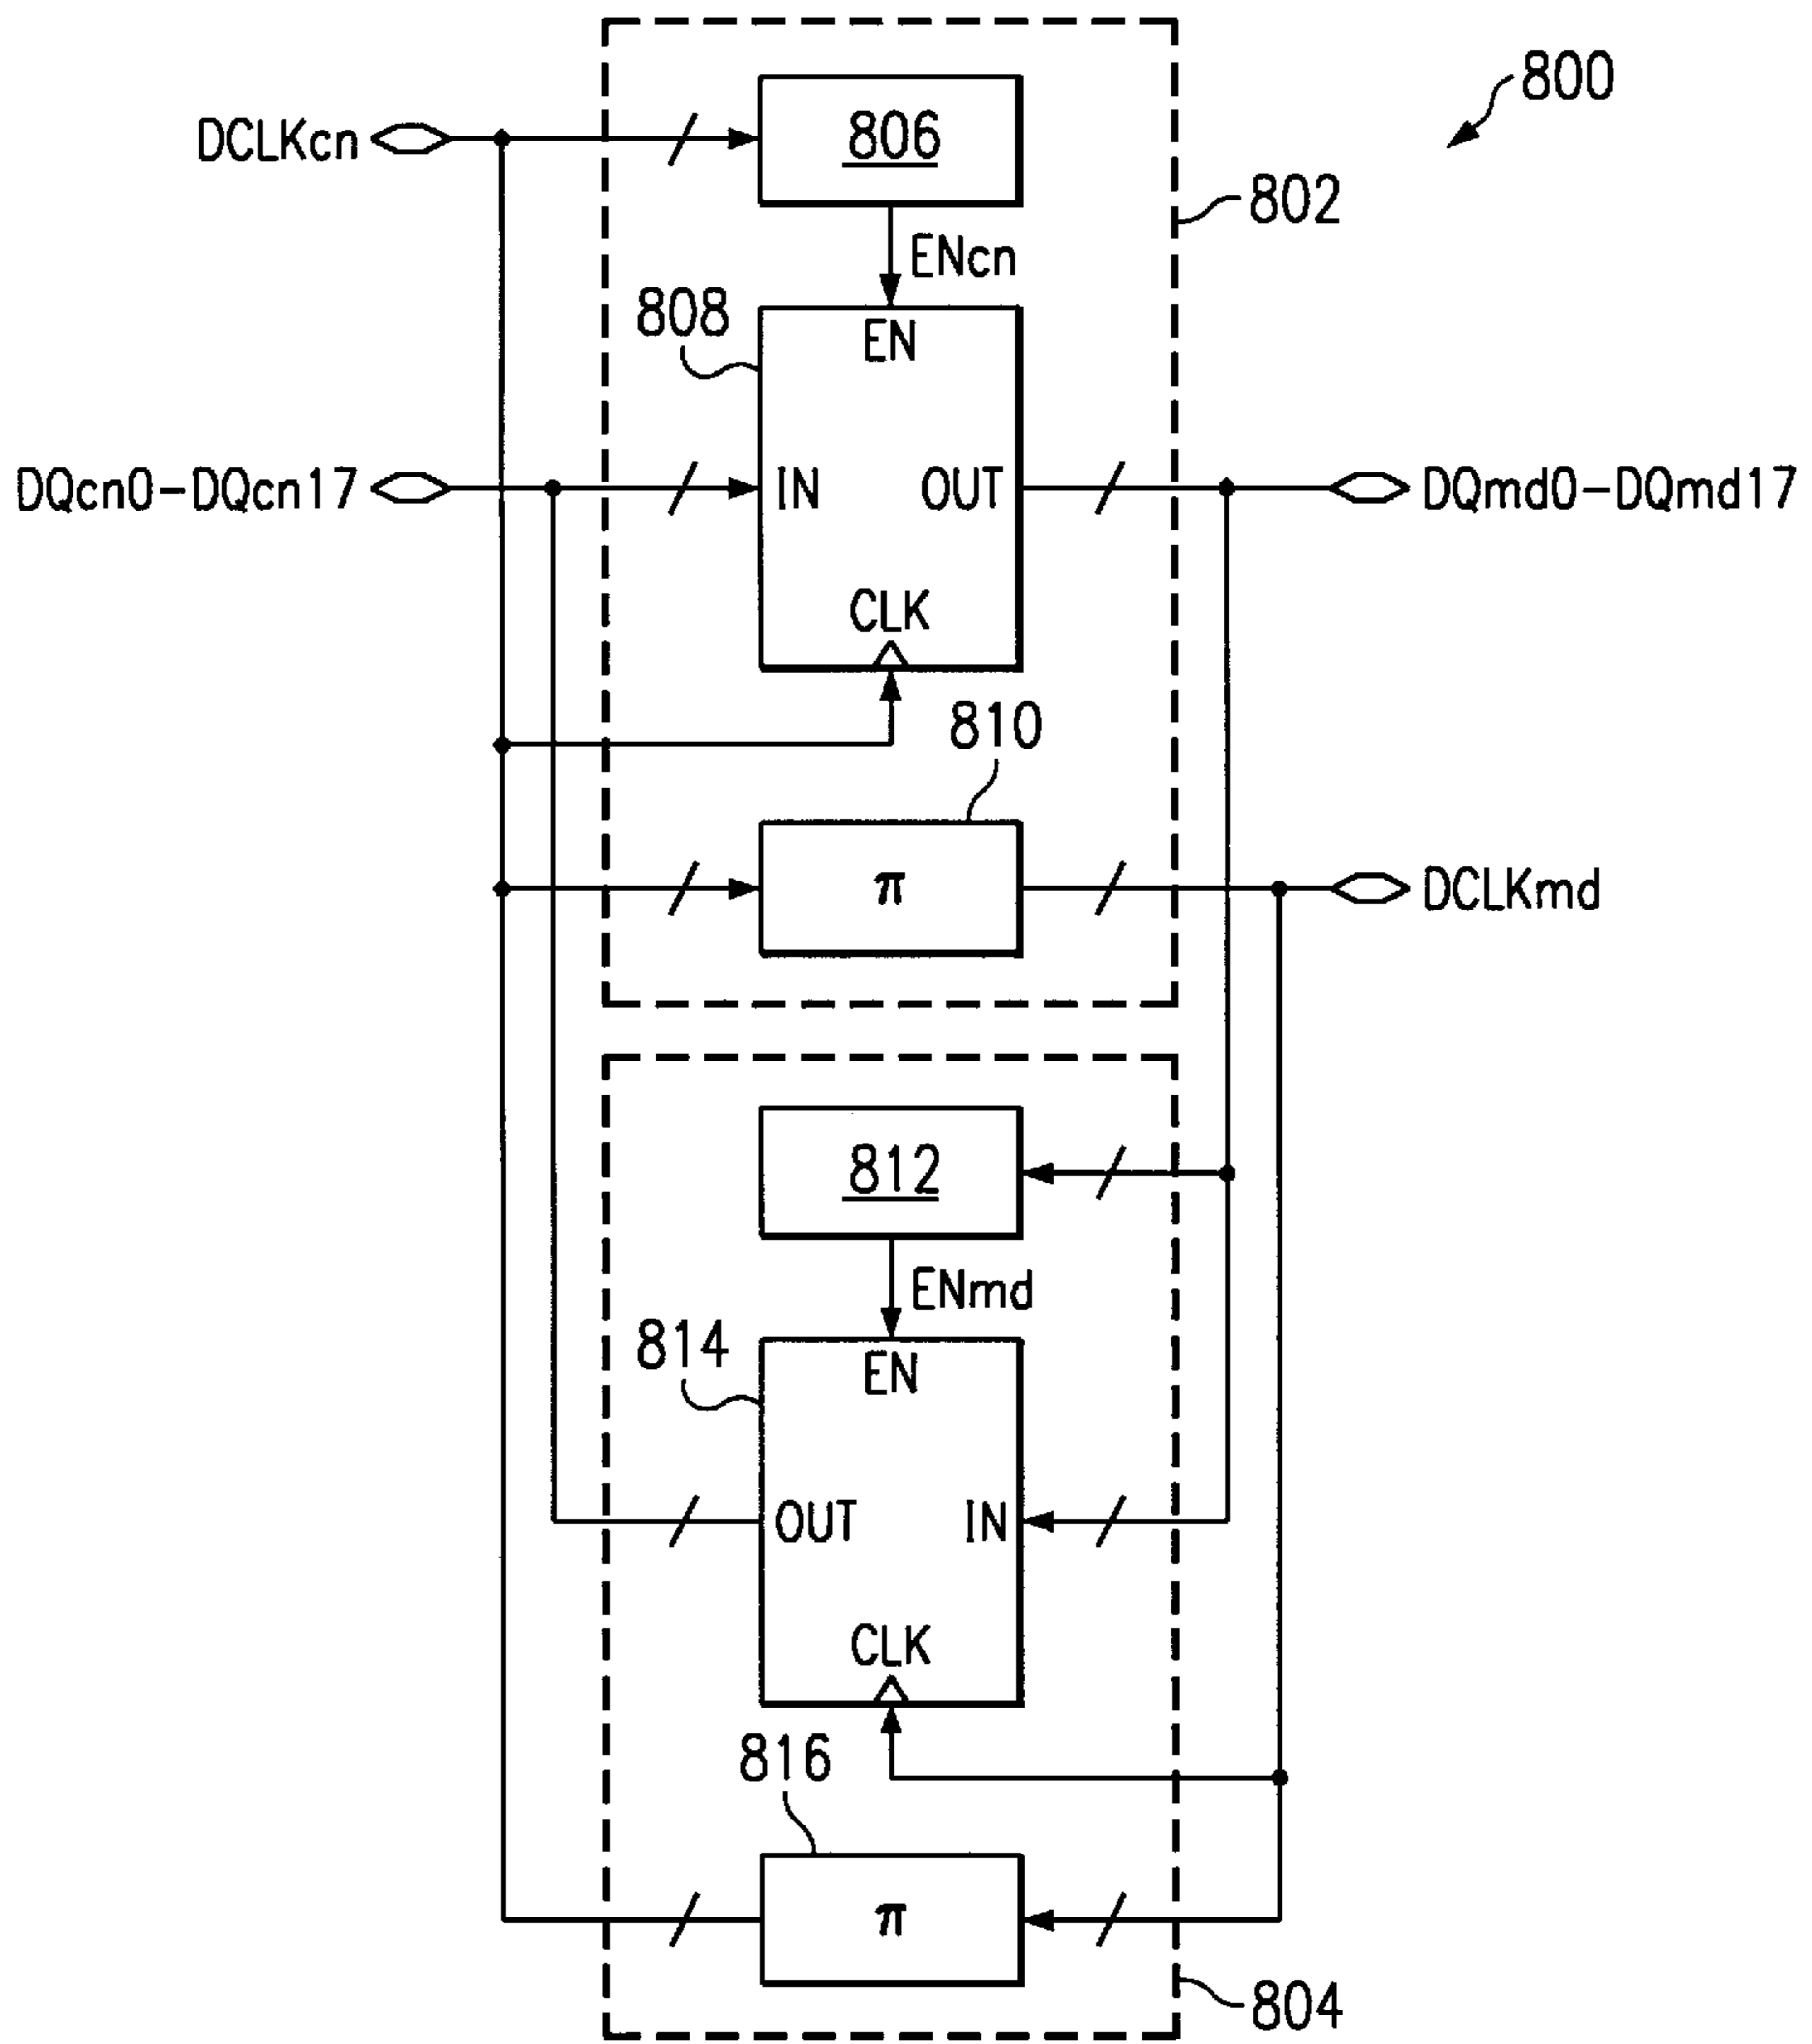 800
DCLKcn
806
802
ENcn
808
EN
DQcn0-DQcn17
IN
OUT
DQmd0-DQmd17
CLK
810
π
DCLKmd
812
ENmd
814
EN
OUT
IN
CLK
816
π
804